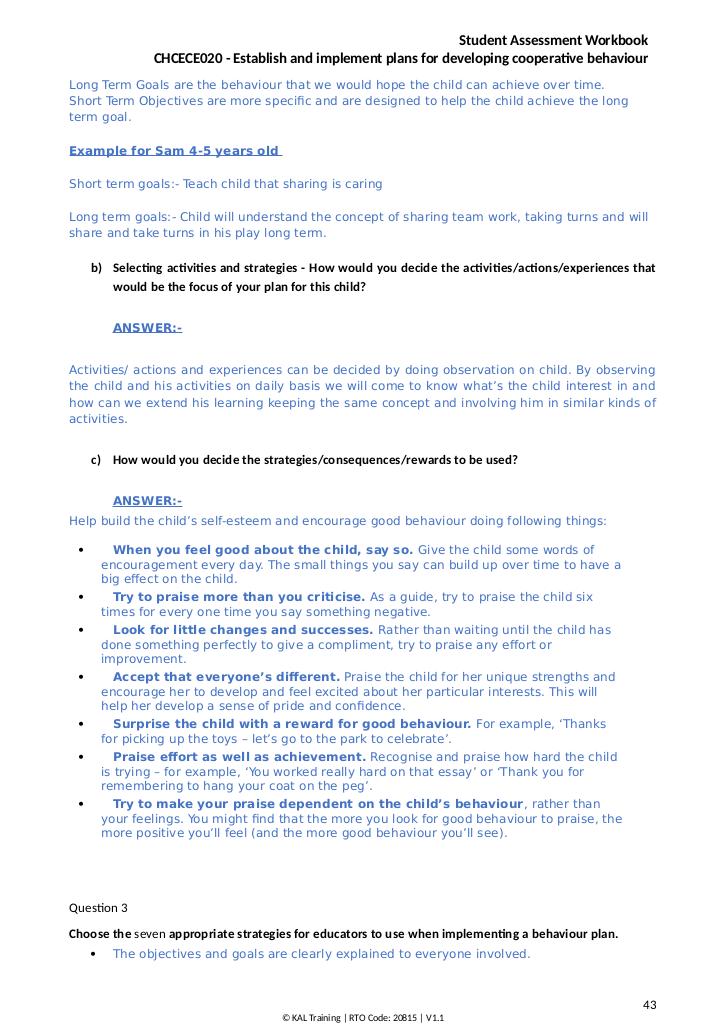 Student Assessment Workbook
CHCECE020 - Establish and implement plans for developing cooperative behaviour
Long Term Goals are the behaviour that we would hope the child can achieve over time.
Short Term Objectives are more specific and are designed to help the child achieve the long
term goal.
Example for Sam 4-5 years old
Short term goals:- Teach child that sharing is caring
Long term goals:- Child will understand the concept of sharing team work, taking turns and will
share and take turns in his play long term.
b) Selecting activities and strategies - How would you decide the activities/actions/experiences that
would be the focus of your plan for this child?
ANSWER:-
Activities/ actions and experiences can be decided by doing observation on child. By observing
the child and his activities on daily basis we will come to know what's the child interest in and
how can we extend his learning keeping the same concept and involving him in similar kinds of
activities.
c) How would you decide the strategies/consequences/rewards to be used?
ANSWER:-
Help build the child's self-esteem and encourage good behaviour doing following things:
• When you feel good about the child, say so. Give the child some words of
encouragement every day. The small things you say can build up over time to have a
big effect on the child.
• Try to praise more than you criticise. As a guide, try to praise the child six
times for every one time you say something negative.
• Look for little changes and successes. Rather than waiting until the child has
done something perfectly to give a compliment, try to praise any effort or
improvement.
• Accept that everyone's different. Praise the child for her unique strengths and
encourage her to develop and feel excited about her particular interests. This will
help her develop a sense of pride and confidence.
• Surprise the child with a reward for good behaviour. For example, 'Thanks
for picking up the toys – let's go to the park to celebrate'.
• Praise effort as well as achievement. Recognise and praise how hard the child
is trying – for example, 'You worked really hard on that essay' or 'Thank you for
remembering to hang your coat on the peg'.
• Try to make your praise dependent on the child's behaviour, rather than
your feelings. You might find that the more you look for good behaviour to praise, the
more positive you'll feel (and the more good behaviour you'll see).
Question 3
Choose the seven appropriate strategies for educators to use when implementing a behaviour plan.
• The objectives and goals are clearly explained to everyone involved.
43
© KAL Training | RTO Code: 20815 | V1.1